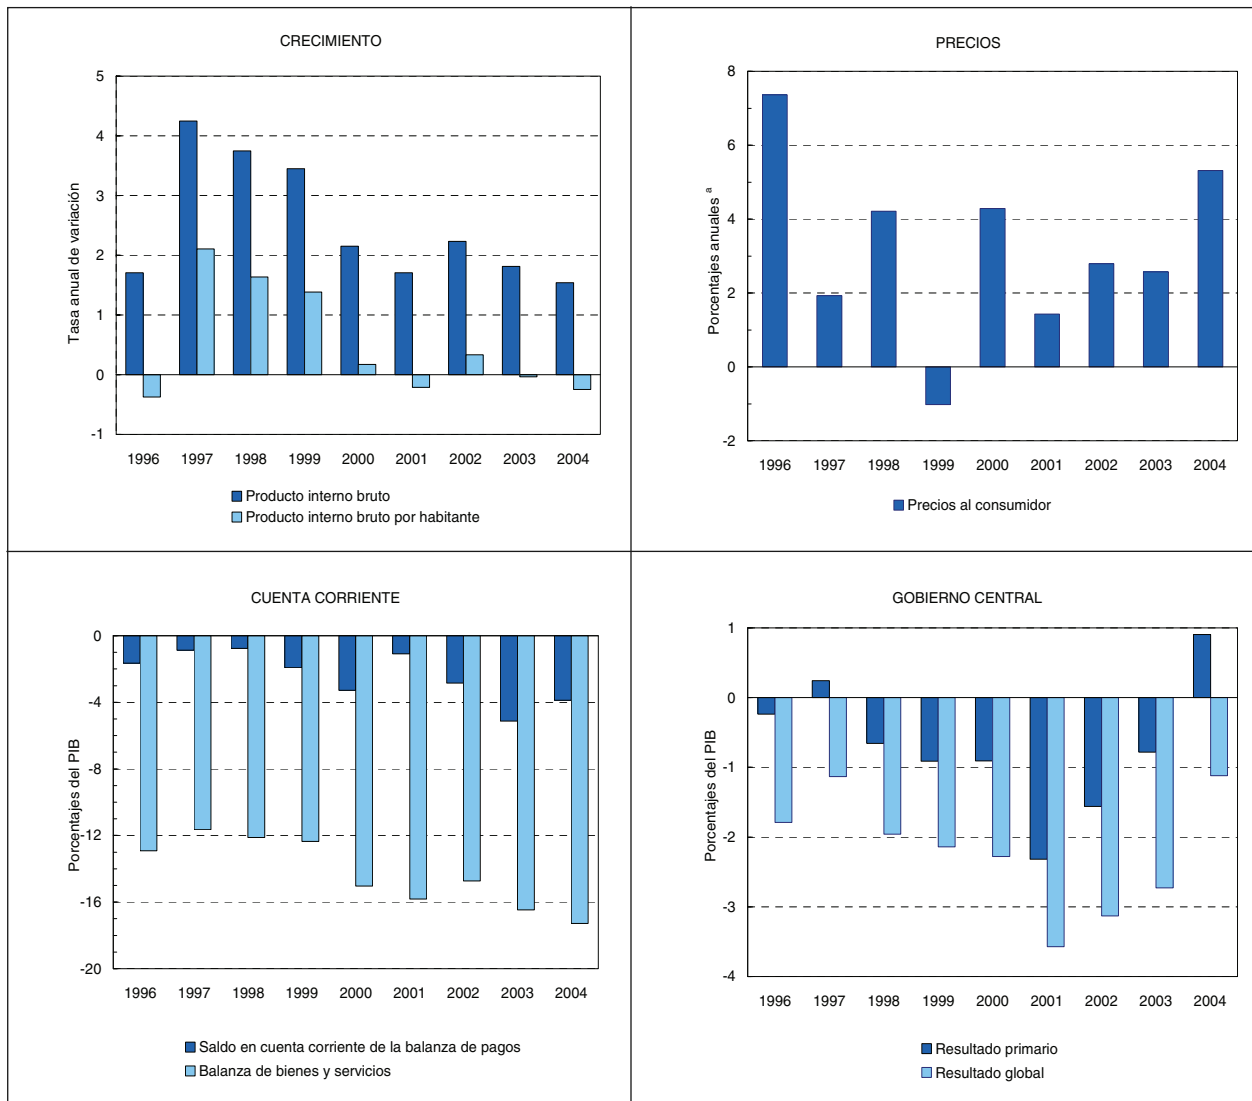 CRECIMIENTO
Tasa anual de variación
5
4
3
2
1
0
-1
1996 1997 1998 1999 2000 2001 2002 2003 2004
Producto interno bruto
Producto interno bruto por habitante
PRECIOS
Porcentajes anuales a
8
6
4
2
0
-2
1996 1997 1998 1999 2000 2001 2002 2003 2004
Precios al consumidor
CUENTA CORRIENTE
Porcentajes del PIB
0
-4
-8
-12
-16
-20
1996 1997 1998 1999 2000 2001 2002 2003 2004
Saldo en cuenta corriente de la balanza de pagos
Balanza de bienes y servicios
GOBIERNO CENTRAL
Porcentajes del PIB
1
0
-1
-2
-3
-4
1996 1997 1998 1999 2000 2001 2002 2003 2004
Resultado primario
Resultado global